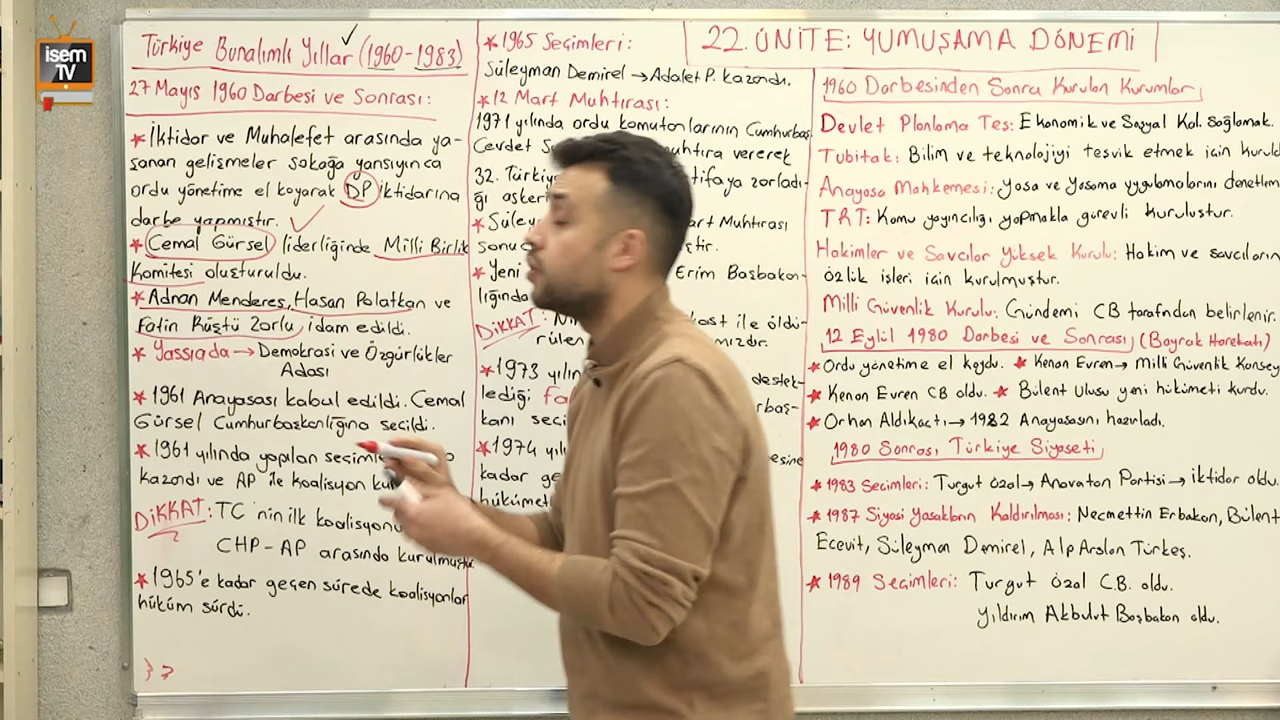 isem
TV
Türkiye Bunalımlı Yıllar (1960-1983)
27 Mayıs 1960 Darbesi ve Sonrası:
* İktidar ve Muhalefet arasında ya-
şanan gelişmeler sokağa yansıyınca
ordu yönetime el koyarak DP iktidarına
darbe yapmıştır.
* Cemal Gürsel liderliğinde Milli Birlik
Komitesi oluşturuldu.
* Adnan Menderes, Hasan Polatkan ve
Fatin Rüştü Zorlu, idam edildi.
* Yassıada → Demokrasi ve Özgürlükler
Adası
* 1961 Anayasası kabul edildi. Cemal
Gürsel Cumhurbaşkanlığına seçildi.
* 1961 yılında yapılan
kazandı ve AP ile koalisyon
DİKKAT: TC'nin ilk
CHP-AP arasında kurulmuştur.
* 1965'e kadar geçen sürede koalisyonlar
hüküm sürdü.
* 1965 Seçimleri:
Süleyman Demirel → Adalet P. kazandı.
* 12 Mart Muhtırası:
1971 yılında ordu komutanlarının Cumhurbaş
Cevdet vererek
32.
* Mart Muhtırası
* Yeni Erim Başbakan-
lığında
DİKKAT: ile öldü-
rülen
* 1973 destek-
lediği
kanı
* 1974
kadar
22. ÜNİTE: YUMUŞAMA DÖNEMİ
1960 Darbesinden Sonra Kurulan Kurumlar
Devlet Planlama Teş: Ekonomik ve Sosyal Kal. Sağlamak.
Tubitak: Bilim ve teknolojiyi teşvik etmek için kuruld
Anayasa Mahkemesi: Yasa ve Yasama uygulamalarını denetlem
TRT: Kamu yayıncılığı yapmakla görevli kuruluştur.
Hakimler ve Savcılar Yüksek Kurulu: Hakim ve savcıların
özlük işleri için kurulmuştur.
Milli Güvenlik Kurulu: Gündemi CB tarafından belirlenir.
12 Eylül 1980 Darbesi ve Sonrası, (Bayrak Harekatı)
* Ordu yönetime el koydu. * Kenan Evren → Milli Güvenlik Konsey
* Kenan Evren CB oldu. * Bülent Ulusu yeni hükümeti kurdu.
* Orhan Aldıkaçtı → 1982 Anayasasını hazırladı.
1980 Sonrası Türkiye Siyaseti
* 1983 Seçimleri: Turgut Özal → Anavatan Partisi → iktidar oldu.
* 1987 Siyasi Yasakların Kaldırılması: Necmettin Erbakan, Bülent
Ecevit, Süleyman Demirel, Alp Arslan Türkeş.
* 1989 Seçimleri: Turgut Özal C.B. oldu.
Yıldırım Akbulut Başbakan oldu.